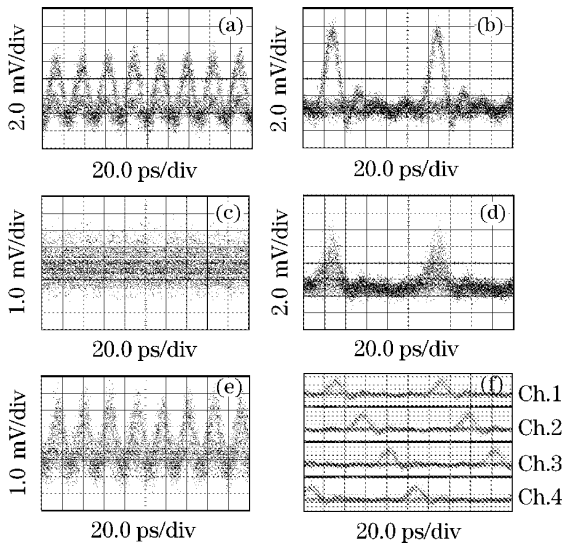 (a)
2.0 mV/div
20.0 ps/div
(b)
2.0 mV/div
20.0 ps/div
(c)
1.0 mV/div
20.0 ps/div
(d)
2.0 mV/div
20.0 ps/div
(e)
1.0 mV/div
20.0 ps/div
(f)
Ch.1
Ch.2
Ch.3
Ch.4
20.0 ps/div